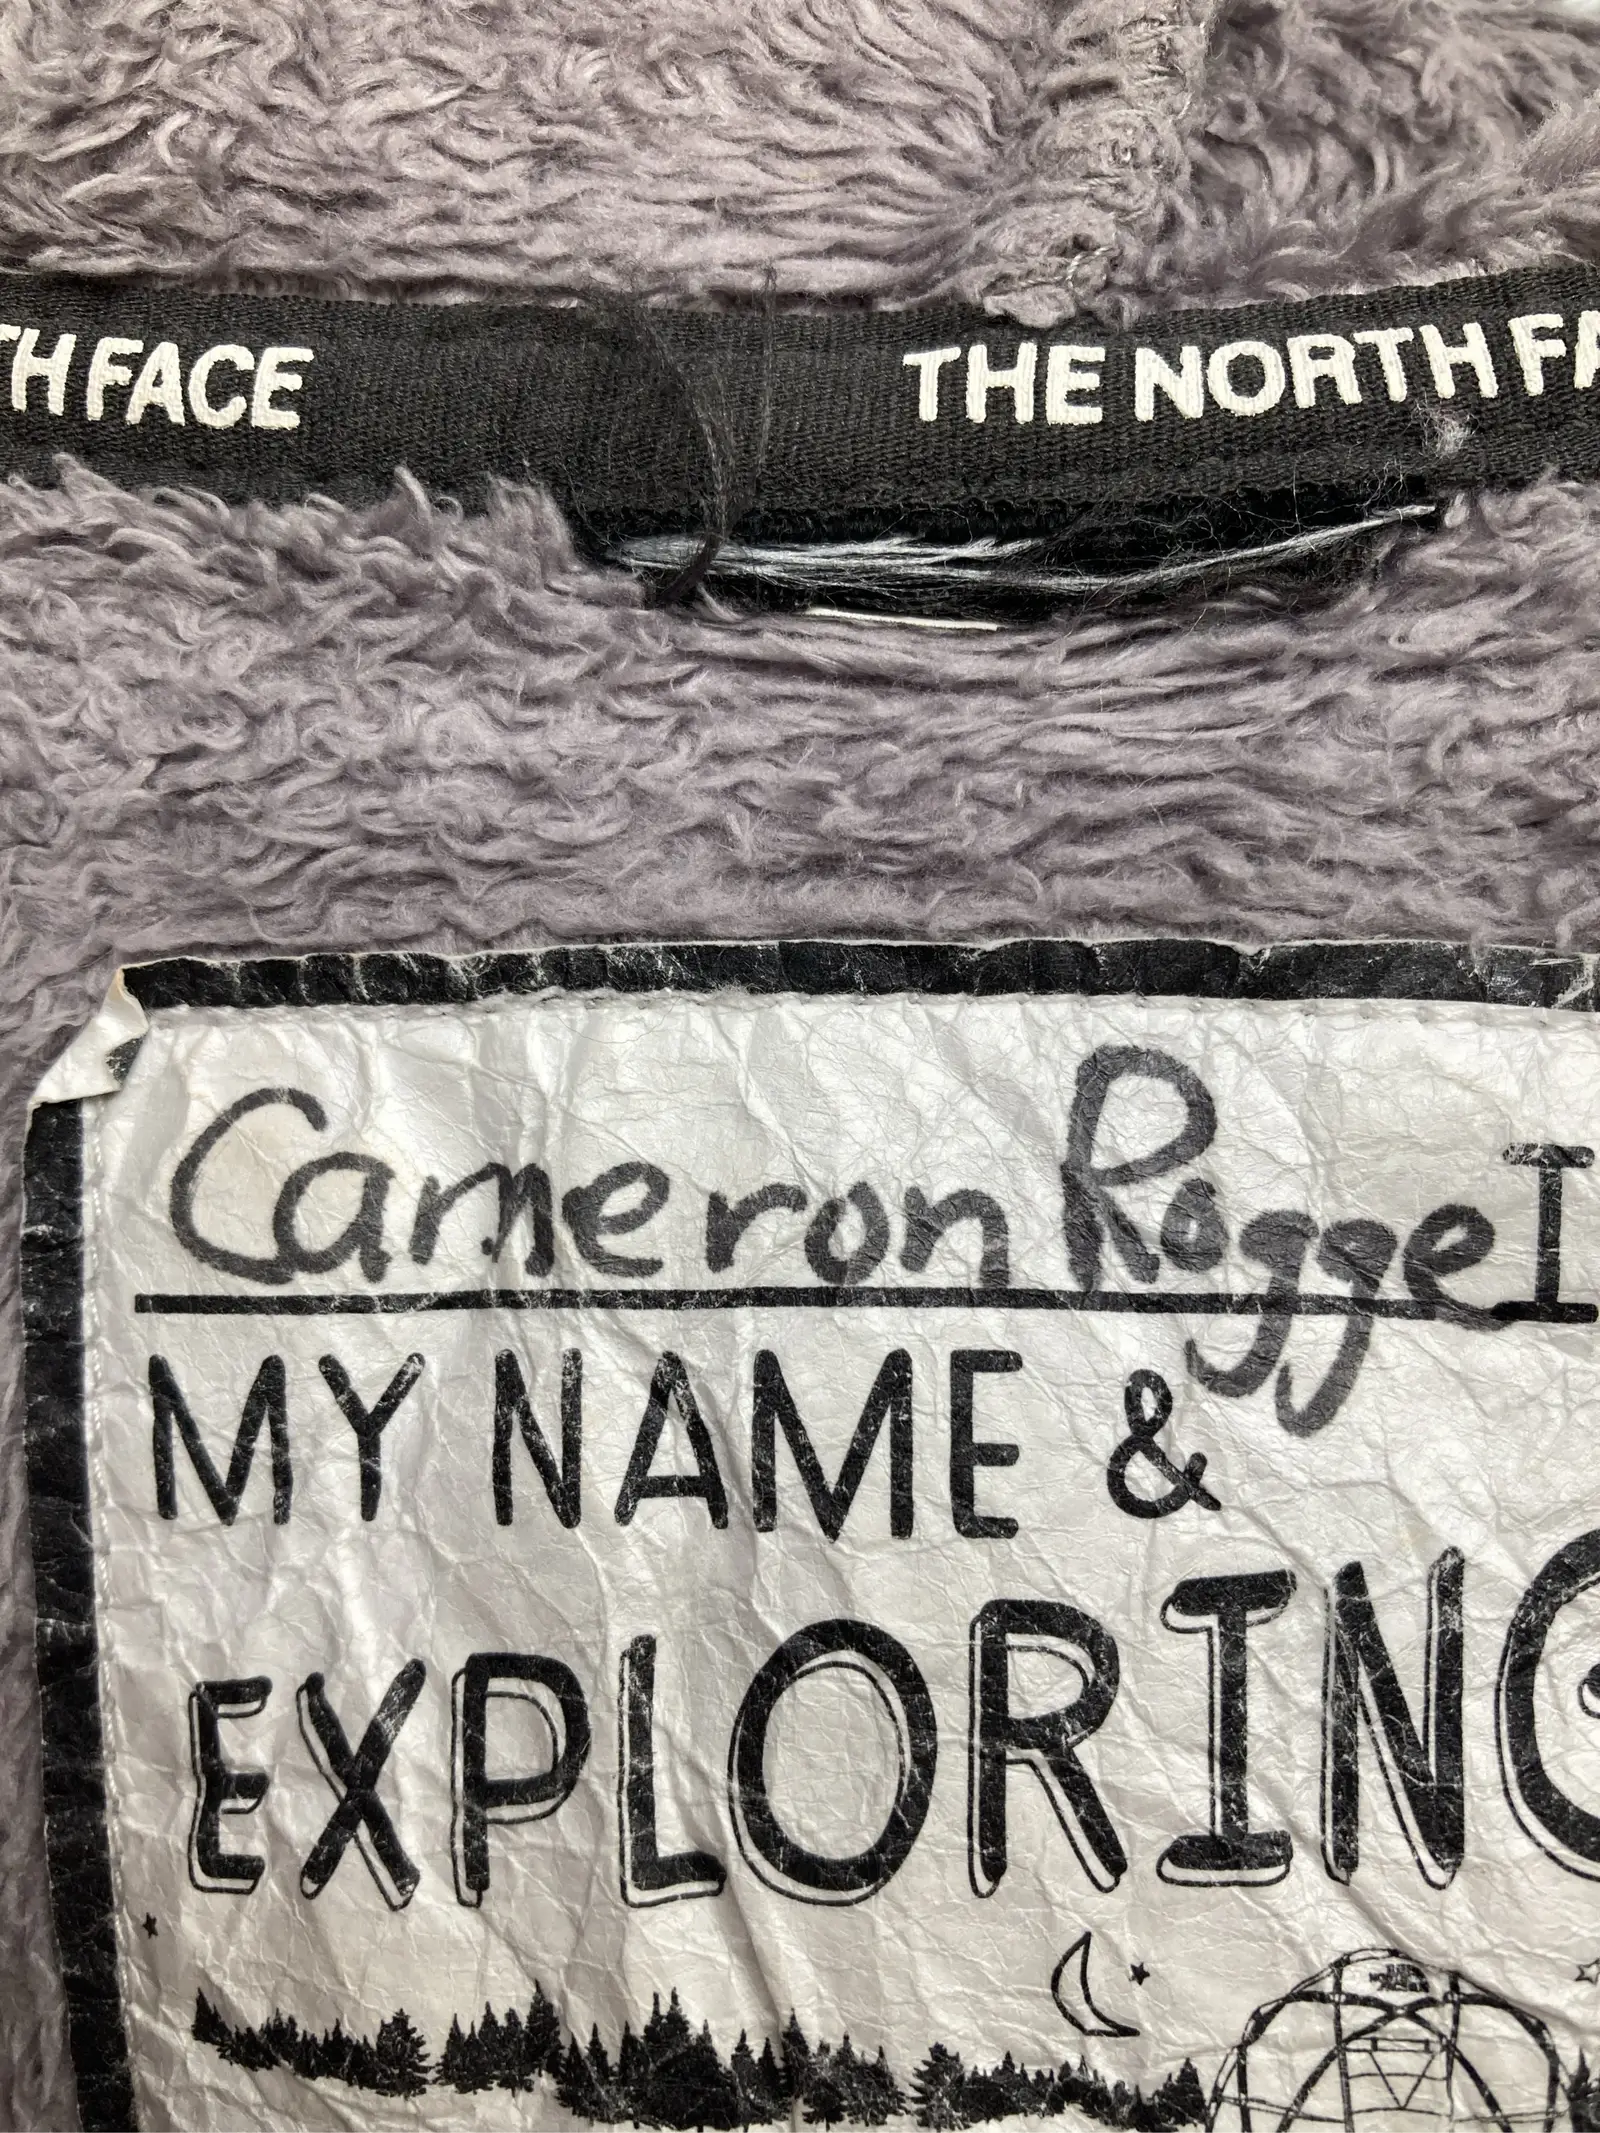 TH FACE THE NORTH FA
Cameron Rogge I
MY NAME &
EXPLORING